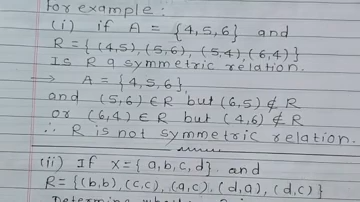 For example:
(i) if A = {4,5,6} and
R = {(4,5),(5,6),(5,4),(6,4)}
Is R a symmetric relation.
→ A = {4,5,6},
and (5,6) ∈ R but (6,5) ∉ R
or (6,4) ∈ R but (4,6) ∉ R
∴ R is not symmetric relation.
(ii) If X = {a,b,c,d}. and
R = {(b,b),(c,c),(a,c),(d,a),(d,c)}